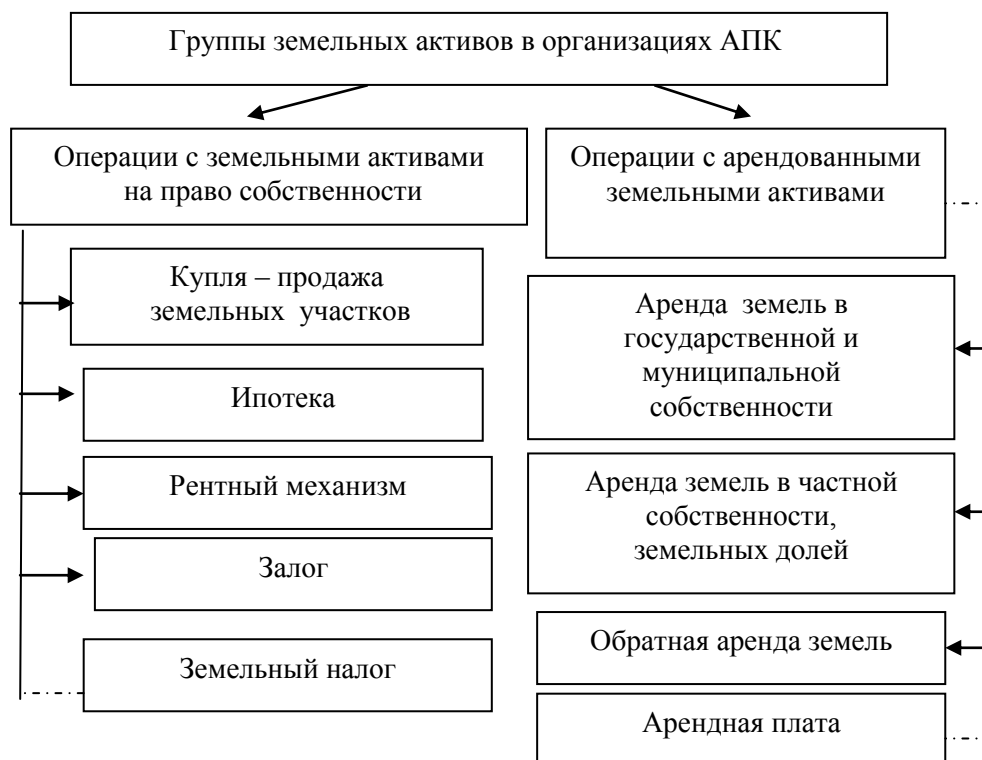 Группы земельных активов в организациях АПК
Операции с земельными активами
на право собственности
Операции с арендованными
земельными активами
Купля – продажа
земельных участков
Ипотека
Рентный механизм
Залог
Земельный налог
Аренда земель в
государственной и
муниципальной
собственности
Аренда земель в частной
собственности,
земельных долей
Обратная аренда земель
Арендная плата